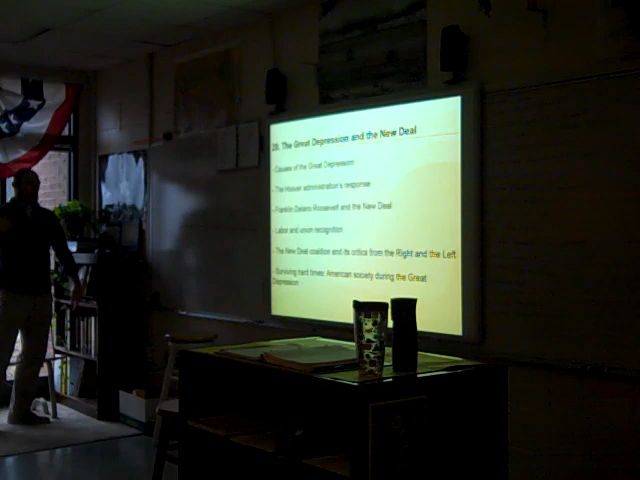 20. The Great Depression and the New Deal
- Causes of the Great Depression
- The Hoover administration's response
- Franklin Delano Roosevelt and the New Deal
- Labor and union recognition
- The New Deal coalition and its critics from the Right and the Left
- Surviving hard times: American society during the Great
Depression